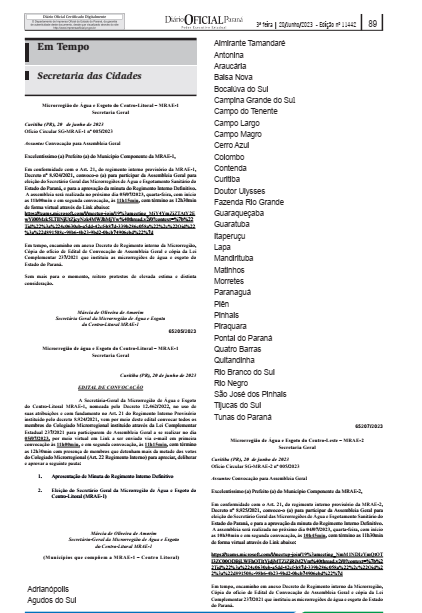 Diário OFICIAL Paraná
3ª feira | 20/Junho/2023 - Edição nº 11442
89
Em Tempo
Secretaria das Cidades
Microrregião de Água e Esgoto do Centro-Litoral – MRAE-1
Secretaria Geral
Curitiba (PR), 20 de junho de 2023
Ofício Circular SG-MRAE-1 nº 005/2023
Assunto: Convocação para Assembleia Geral
Excelentíssimo (a) Prefeito (a) do Município Componente da MRAE-1,
Em conformidade com o Art. 21, do regimento interno provisório da MRAE-1,
Decreto nº 8.924/2021, convoco-o (a) para participar da Assembleia Geral para
eleição do Secretário Geral das Microrregiões de Água e Esgotamento Sanitário do
Estado do Paraná, e para a aprovação da minuta do Regimento Interno Definitivo.
A assembleia será realizada no próximo dia 05/07/2023, quarta-feira, com início
às 11h00min e em segunda convocação, às 11h15min, com término às 12h30min
de forma virtual através do Link abaixo:
Tendo em tempo, encaminho em anexo Decreto de Regimento interno da Microrregião,
Cópia do ofício de Edital de Convocação de Assembleia Geral e cópia da Lei
Complementar 237/2021 que instituiu as microrregiões de água e esgoto do
Estado do Paraná.
Sem mais para o momento, reitero protestos de elevada estima e distinta
consideração.
Márcia de Oliveira de Amorim
Secretária Geral da Microrregião de Água e Esgoto
do Centro-Litoral MRAE-1
65205/2023
Microrregião de água e Esgoto do Centro-Litoral – MRAE-1
Secretaria Geral
Curitiba (PR), 20 de junho de 2023
EDITAL DE CONVOCAÇÃO
A Secretária-Geral da Microrregião de Água e Esgoto
do Centro-Litoral MRAE-1, nomeada pelo Decreto 12.462/2022, no uso de
suas atribuições e com fundamento no Art. 21 do Regimento Interno Provisório
instituído pelo decreto 8.924/2021, vem por meio deste edital convocar todos os
membros do Colegiado Microrregional instituído através da Lei Complementar
Estadual 237/2021 para participarem da Assembleia Geral a se realizar no dia
05/07/2023, por meio virtual em Link a ser enviado via e-mail em primeira
convocação às 11h00min, e em segunda convocação, às 11h15min, com término
às 12h30min com presença de membros que detenham mais da metade dos votos
do Colegiado Microrregional (Art 22 Regimento Interno) para apreciar, deliberar
e aprovar a seguinte pauta:
1. Apresentação de Minuta do Regimento Interno Definitivo
2. Eleição do Secretário Geral da Microrregião de Água e Esgoto do
Centro-Litoral (MRAE-1)
Márcia de Oliveira de Amorim
Secretária-Geral da Microrregião de Água e Esgoto
do Centro-Litoral MRAE-1
(Municípios que compõem a MRAE-1 – Centro Litoral)
Adrianópolis
Agudos do Sul
Almirante Tamandaré
Antonina
Araucária
Balsa Nova
Bocaiúva do Sul
Campina Grande do Sul
Campo do Tenente
Campo Largo
Campo Magro
Cerro Azul
Colombo
Contenda
Curitiba
Doutor Ulysses
Fazenda Rio Grande
Guaraqueçaba
Guaratuba
Itaperuçu
Lapa
Mandirituba
Matinhos
Morretes
Paranaguá
Piên
Pinhais
Piraquara
Pontal do Paraná
Quatro Barras
Quitandinha
Rio Branco do Sul
Rio Negro
São José dos Pinhais
Tijucas do Sul
Tunas do Paraná
65207/2023
Microrregião de Água e Esgoto do Centro-Leste – MRAE-2
Secretaria Geral
Curitiba (PR), 20 de junho de 2023
Ofício Circular SG-MRAE-2 nº 005/2023
Assunto: Convocação para Assembleia Geral
Excelentíssimo (a) Prefeito (a) do Município Componente da MRAE-2,
Em conformidade com o Art. 21, do regimento interno provisório da MRAE-2,
Decreto nº 8.925/2021, convoco-o (a) para participar da Assembleia Geral para
eleição do Secretário Geral das Microrregiões de Água e Esgotamento Sanitário do
Estado do Paraná, e para a aprovação da minuta do Regimento Interno Definitivo.
A assembleia será realizada no próximo dia 04/07/2023, quarta-feira, com início
às 10h30min e em segunda convocação, às 10h45min, com término às 12h00min de
forma virtual através do Link abaixo:
Em tempo, encaminho em anexo Decreto de Regimento interno da Microrregião,
Cópia do ofício de Edital de Convocação de Assembleia Geral e cópia da Lei
Complementar 237/2021 que instituiu as microrregiões de água e esgoto do Estado
do Paraná.